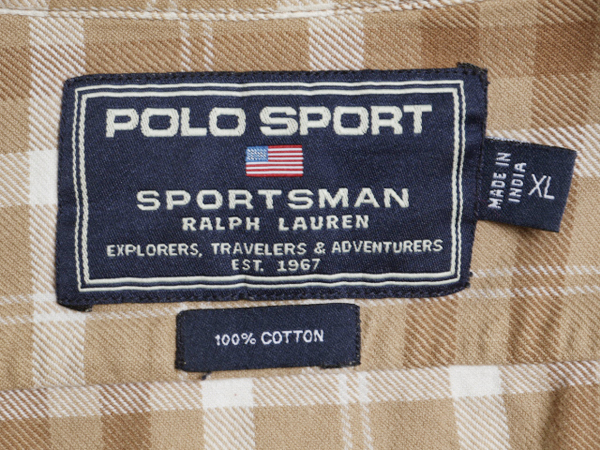 POLO SPORT
SPORTSMAN
RALPH LAUREN
EXPLORERS, TRAVELERS & ADVENTURERS
EST. 1967
MADE IN
INDIA
XL
100% COTTON